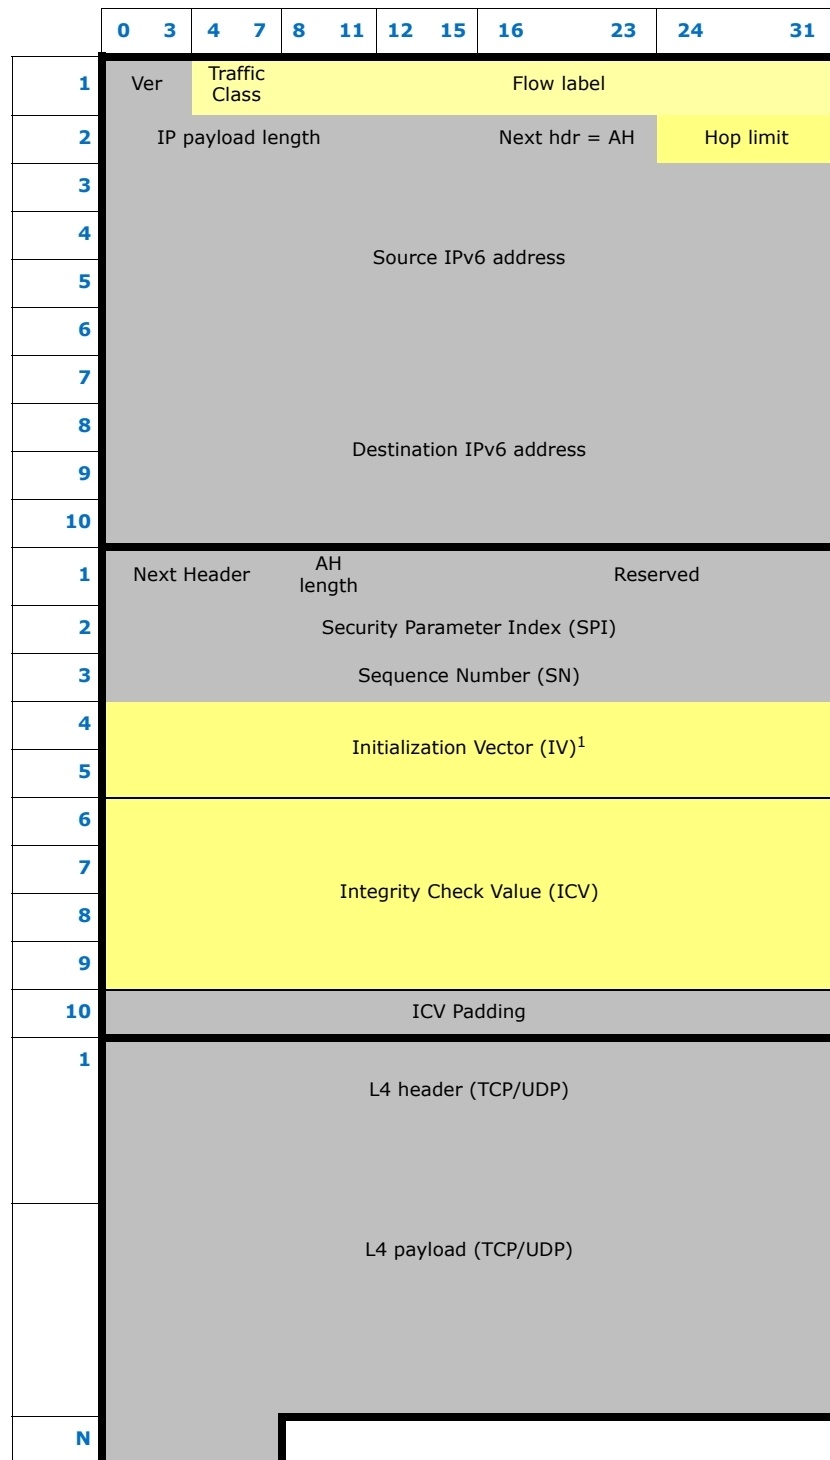 0 3 4 7 8 11 12 15 16 23 24 31
1 Ver Traffic Class Flow label
2 IP payload length Next hdr = AH Hop limit
3
4
Source IPv6 address
5
6
7
8
Destination IPv6 address
9
10
1 Next Header AH length Reserved
2 Security Parameter Index (SPI)
3 Sequence Number (SN)
4
Initialization Vector (IV)1
5
6
7
Integrity Check Value (ICV)
8
9
10 ICV Padding
1
L4 header (TCP/UDP)
L4 payload (TCP/UDP)
N